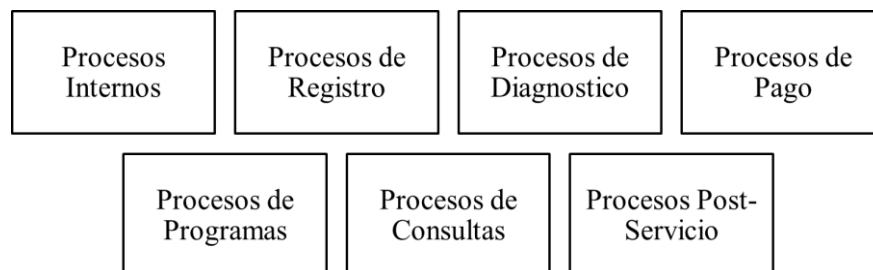 Procesos
Internos
Procesos de
Registro
Procesos de
Diagnostico
Procesos de
Pago
Procesos de
Programas
Procesos de
Consultas
Procesos Post-
Servicio